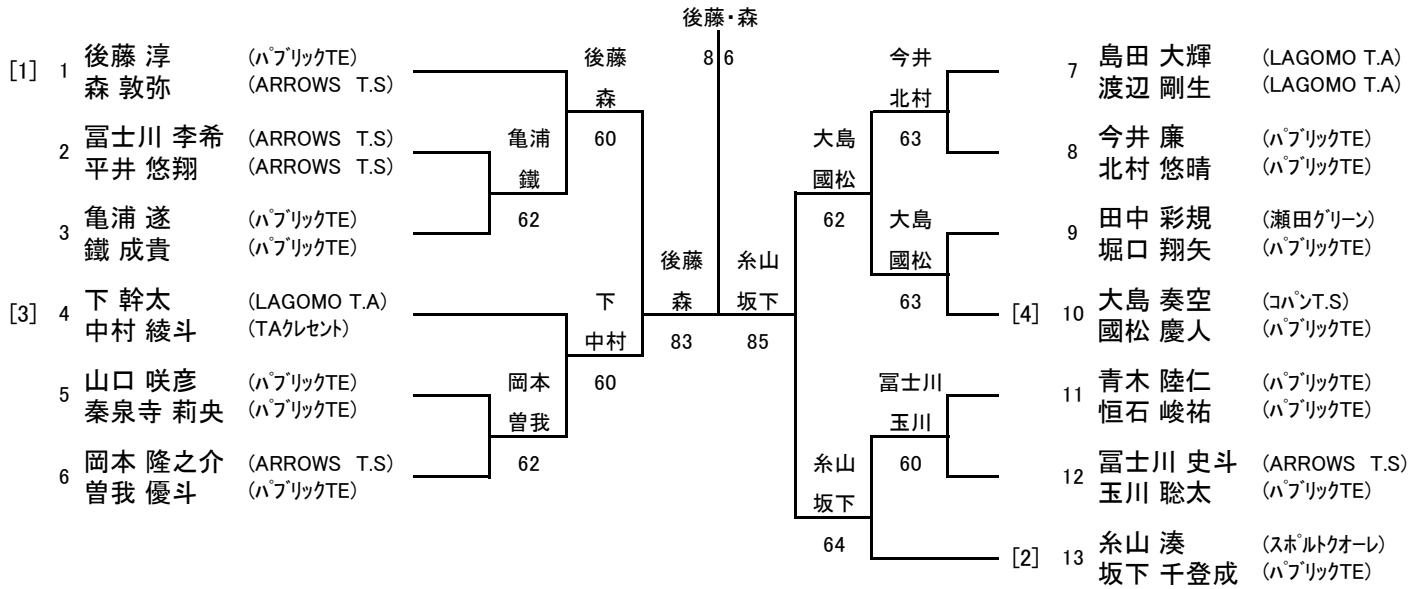 後藤・森
8 6
[1] 1 後藤 淳 (パブリックTE)
森 敦弥 (ARROWS T.S)
2 冨士川 李希 (ARROWS T.S)
平井 悠翔 (ARROWS T.S)
3 亀浦 遂 (パブリックTE)
鐵 成貴 (パブリックTE)
[3] 4 下 幹太 (LAGOMO T.A)
中村 綾斗 (TAクレセント)
5 山口 咲彦 (パブリックTE)
秦泉寺 莉央 (パブリックTE)
6 岡本 隆之介 (ARROWS T.S)
曽我 優斗 (パブリックTE)
亀浦
鐵
62
岡本
曽我
62
後藤
森
60
下
中村
60
後藤
森
83
糸山
坂下
85
大島
國松
62
糸山
坂下
64
今井
北村
63
大島
國松
63
冨士川
玉川
60
7 島田 大輝 (LAGOMO T.A)
渡辺 剛生 (LAGOMO T.A)
8 今井 廉 (パブリックTE)
北村 悠晴 (パブリックTE)
9 田中 彩規 (瀬田グリーン)
堀口 翔矢 (パブリックTE)
[4] 10 大島 奏空 (コパンT.S)
國松 慶人 (パブリックTE)
11 青木 陸仁 (パブリックTE)
恒石 峻祐 (パブリックTE)
12 冨士川 史斗 (ARROWS T.S)
玉川 聡太 (パブリックTE)
[2] 13 糸山 湊 (スポルトクオーレ)
坂下 千登成 (パブリックTE)